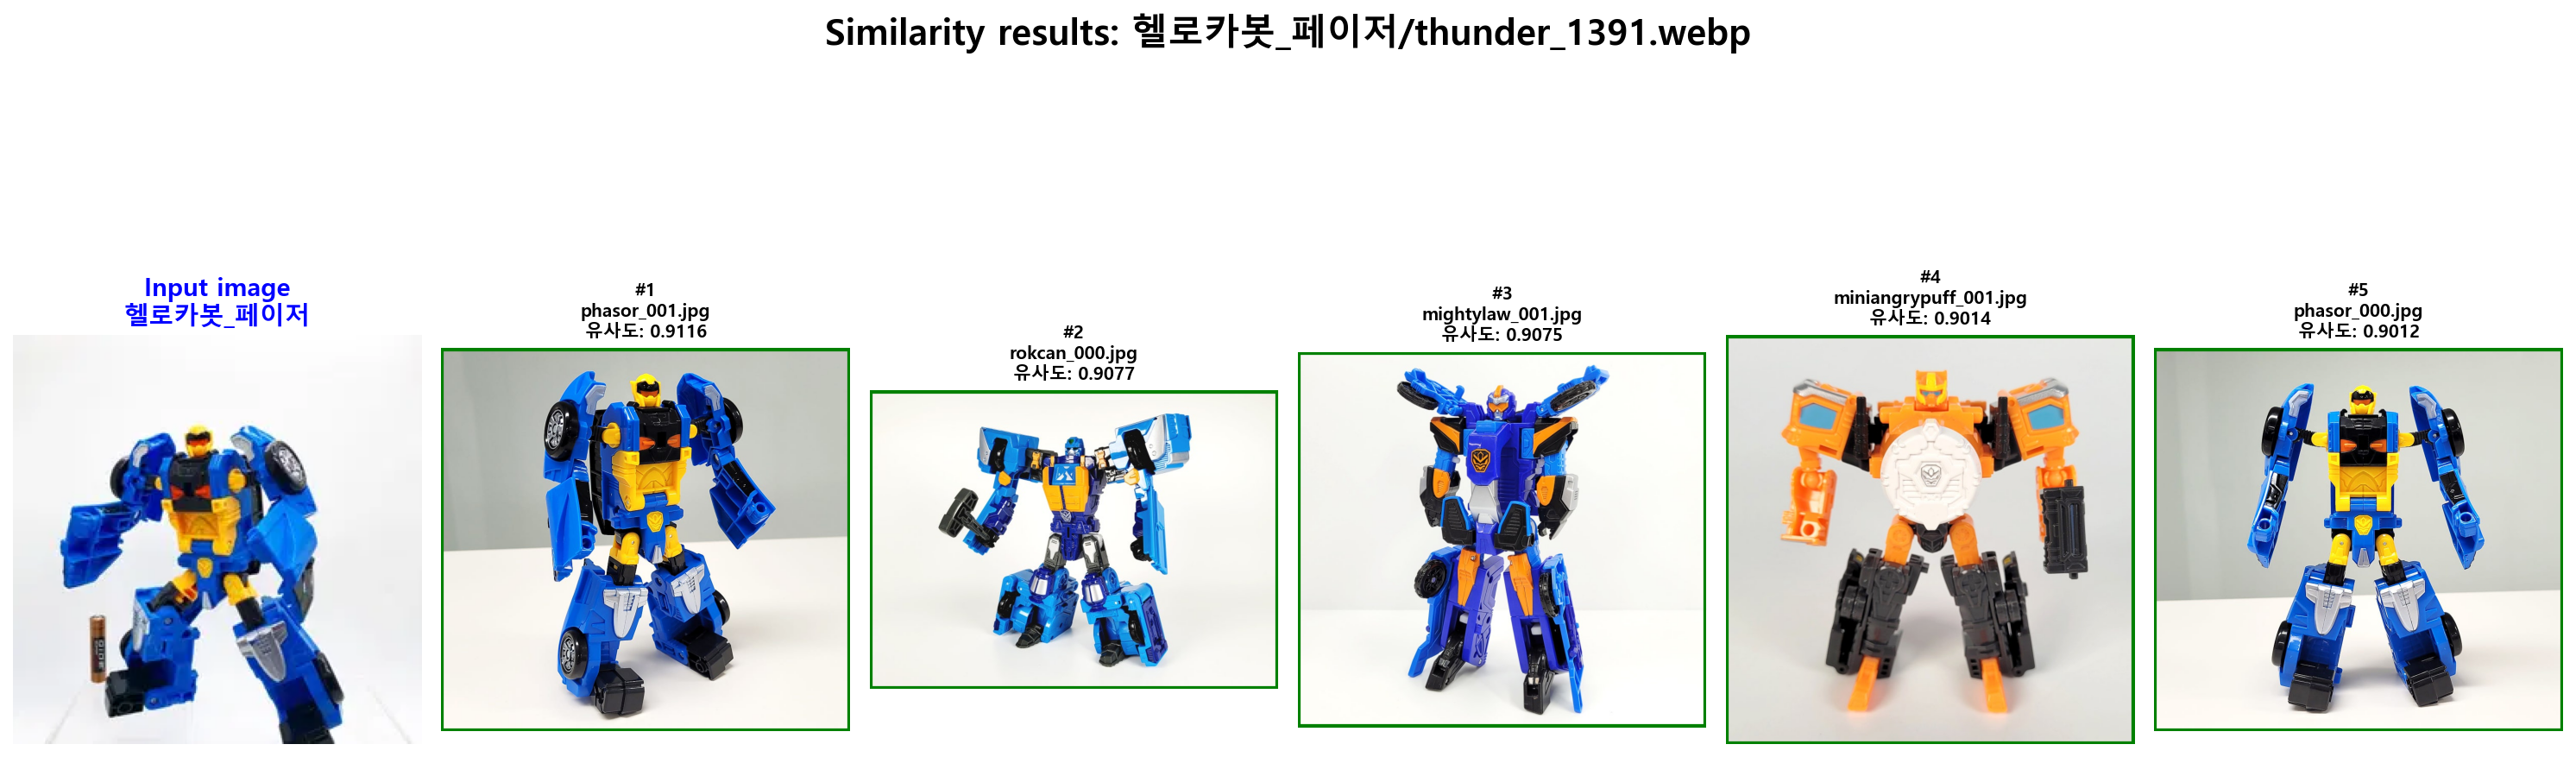 Similarity results: 헬로카봇_페이저/thunder_1391.webp
Input image
헬로카봇_페이저
#1
phasor_001.jpg
유사도: 0.9116
#2
rokcan_000.jpg
유사도: 0.9077
#3
mightylaw_001.jpg
유사도: 0.9075
#4
miniangrypuff_001.jpg
유사도: 0.9014
#5
phasor_000.jpg
유사도: 0.9012